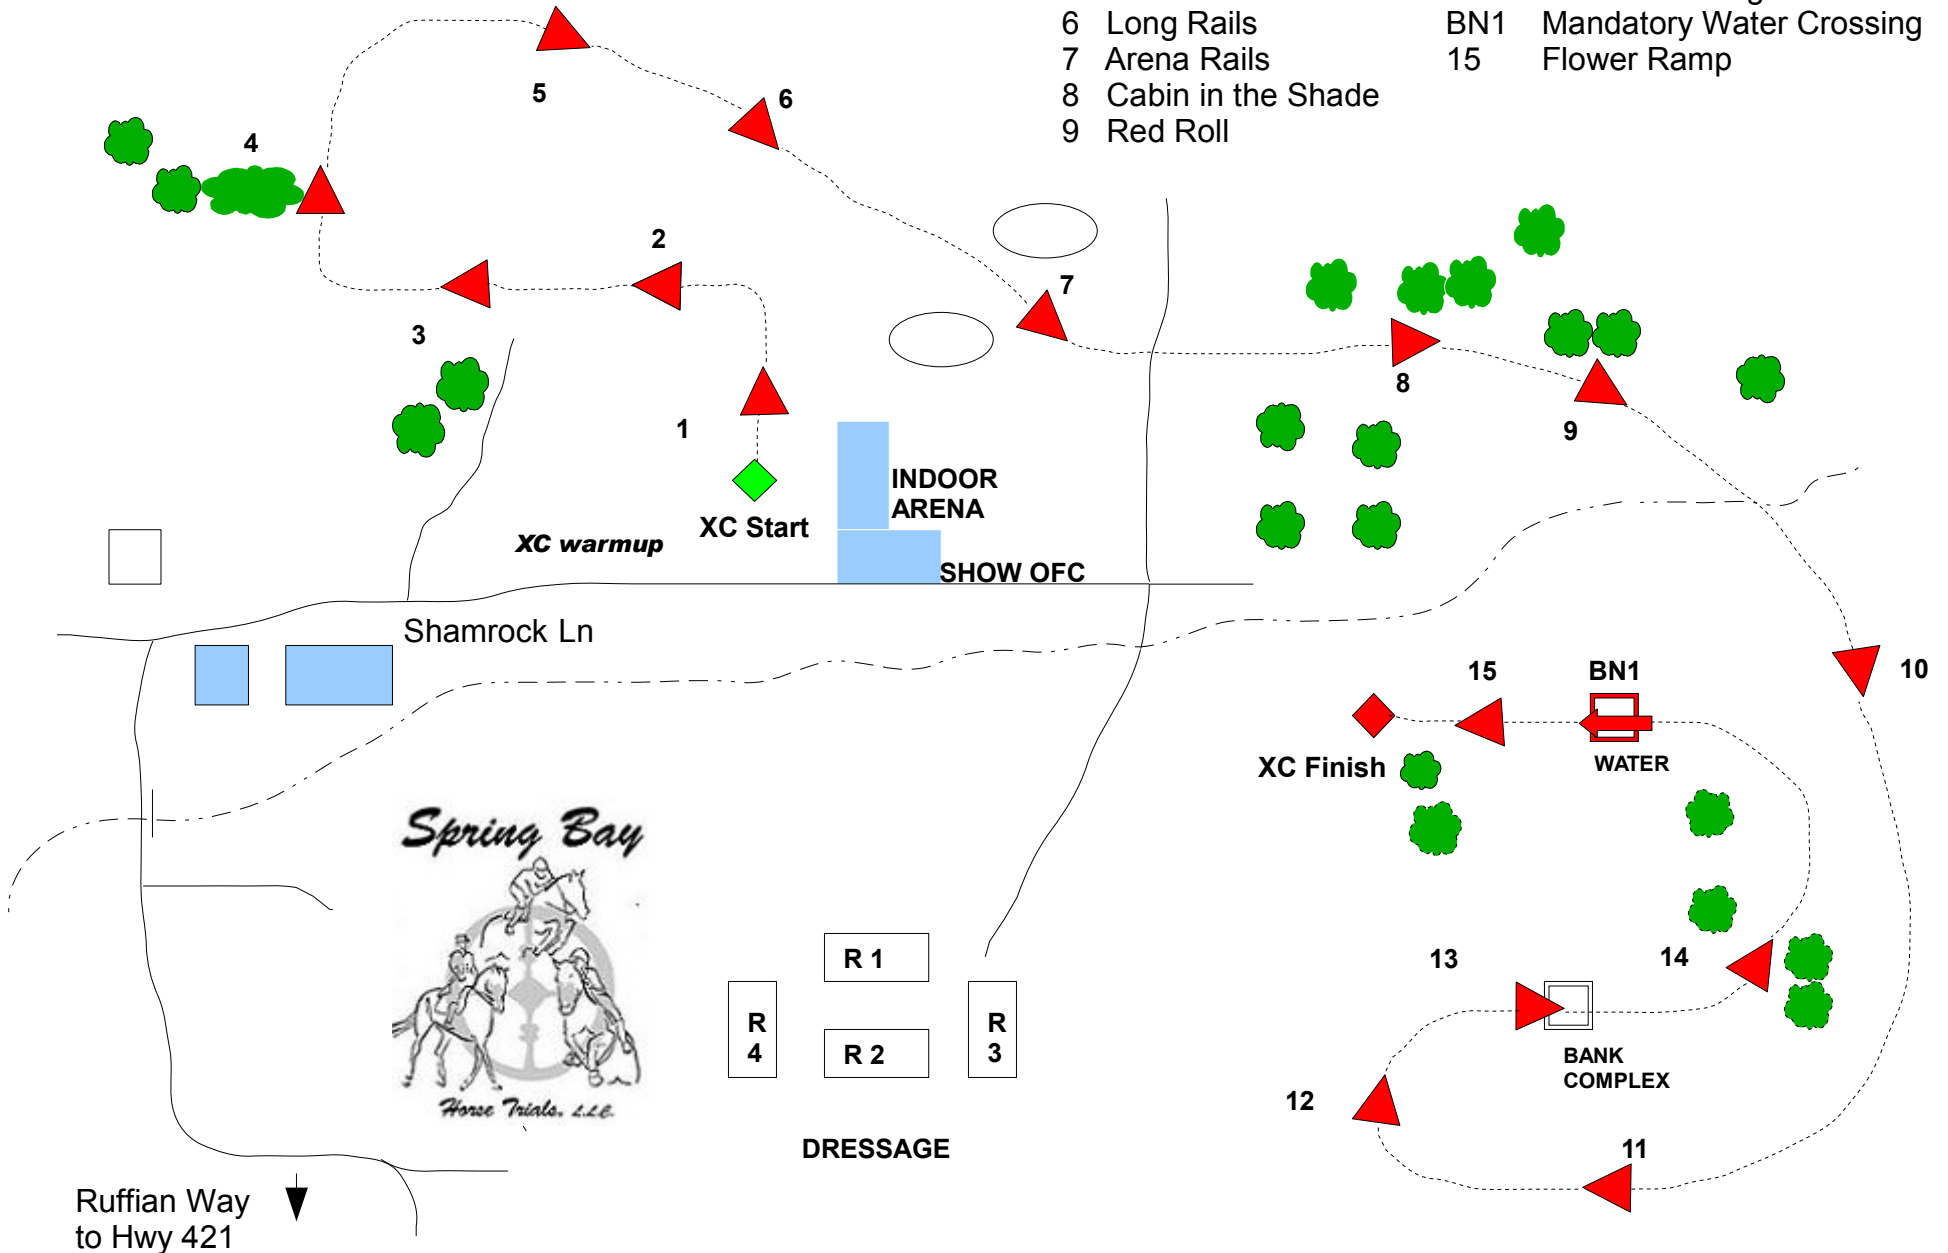 6 Long Rails
BN1 Mandatory Water Crossing
7 Arena Rails
15 Flower Ramp
8 Cabin in the Shade
9 Red Roll
5
6
4
2
7
3
8
1
9
INDOOR
ARENA
XC Start
XC warmup
SHOW OFC
Shamrock Ln
15
BN1
10
XC Finish
WATER
Spring Bay
R 1
13
14
R
4
R 2
R
3
BANK
COMPLEX
12
Horse Trials, L.L.C.
DRESSAGE
11
Ruffian Way
to Hwy 421